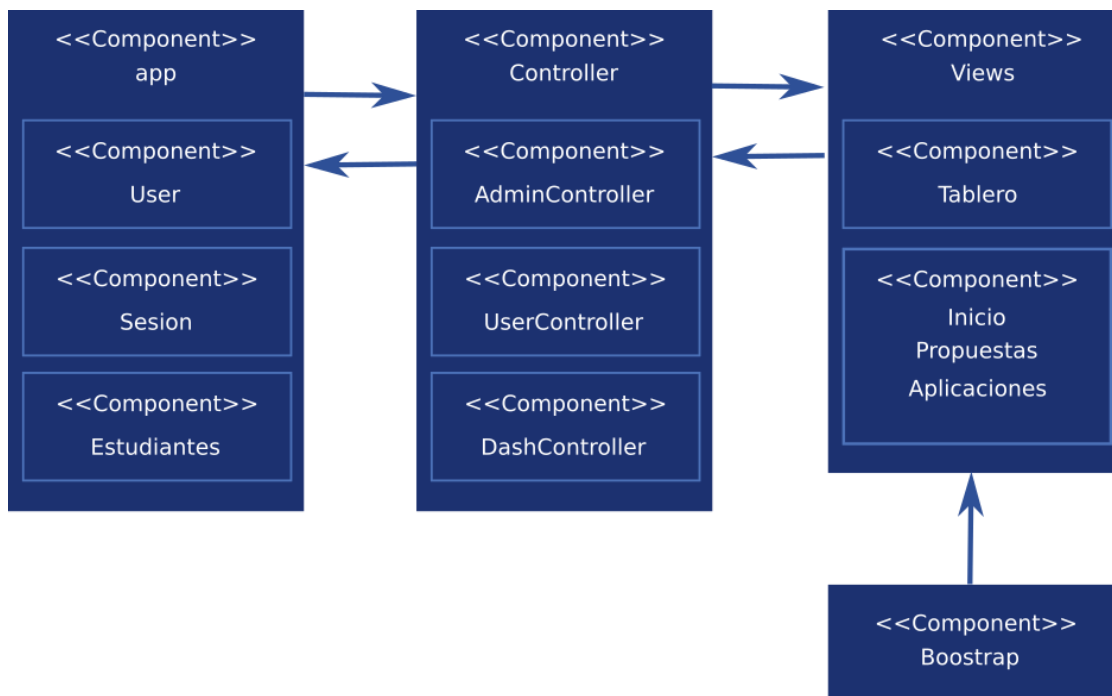 <<Component>>
app
<<Component>>
User
<<Component>>
Sesion
<<Component>>
Estudiantes
<<Component>>
Controller
<<Component>>
AdminController
<<Component>>
UserController
<<Component>>
DashController
<<Component>>
Views
<<Component>>
Tablero
<<Component>>
Inicio
Propuestas
Aplicaciones
<<Component>>
Boostrap